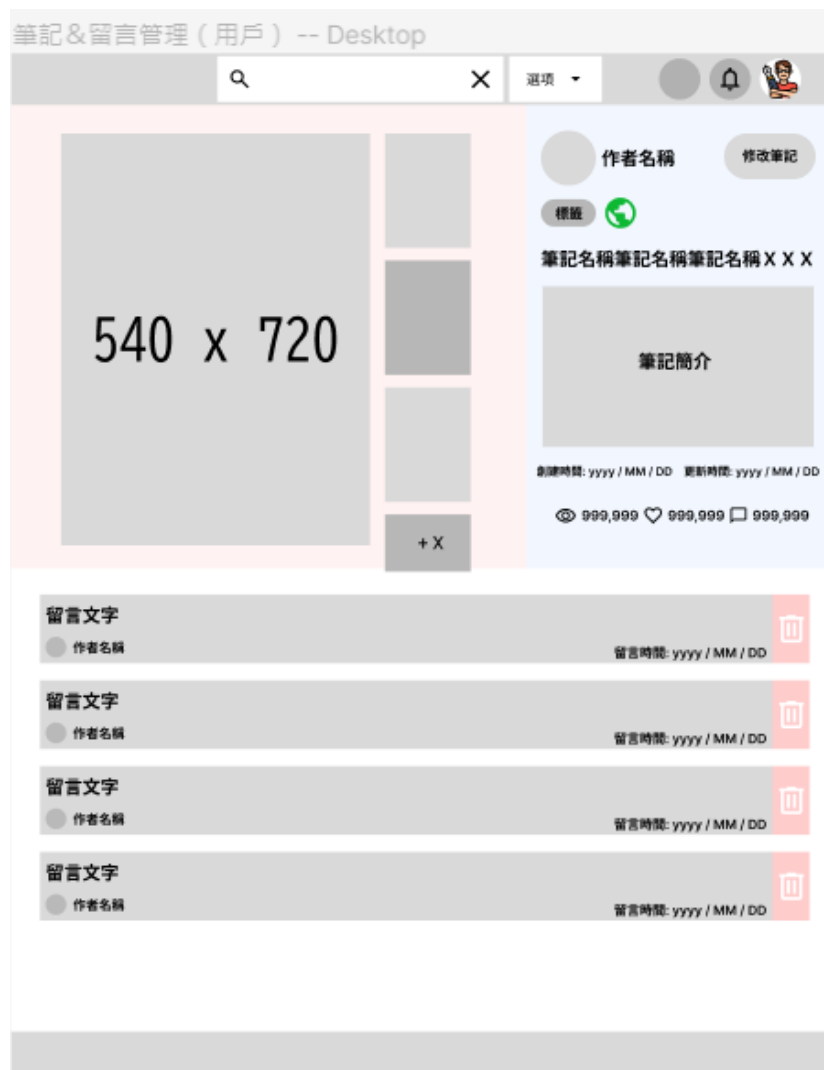 筆記&留言管理 ( 用戶 ) -- Desktop
選項
作者名稱
修改筆記
標籤
筆記名稱筆記名稱筆記名稱X X X
540 x 720
筆記簡介
創建時間: yyyy / MM / DD 更新時間: yyyy / MM / DD
999,999 999,999 999,999
+ X
留言文字
作者名稱
留言時間: yyyy / MM / DD
留言文字
作者名稱
留言時間: yyyy / MM / DD
留言文字
作者名稱
留言時間: yyyy / MM / DD
留言文字
作者名稱
留言時間: yyyy / MM / DD